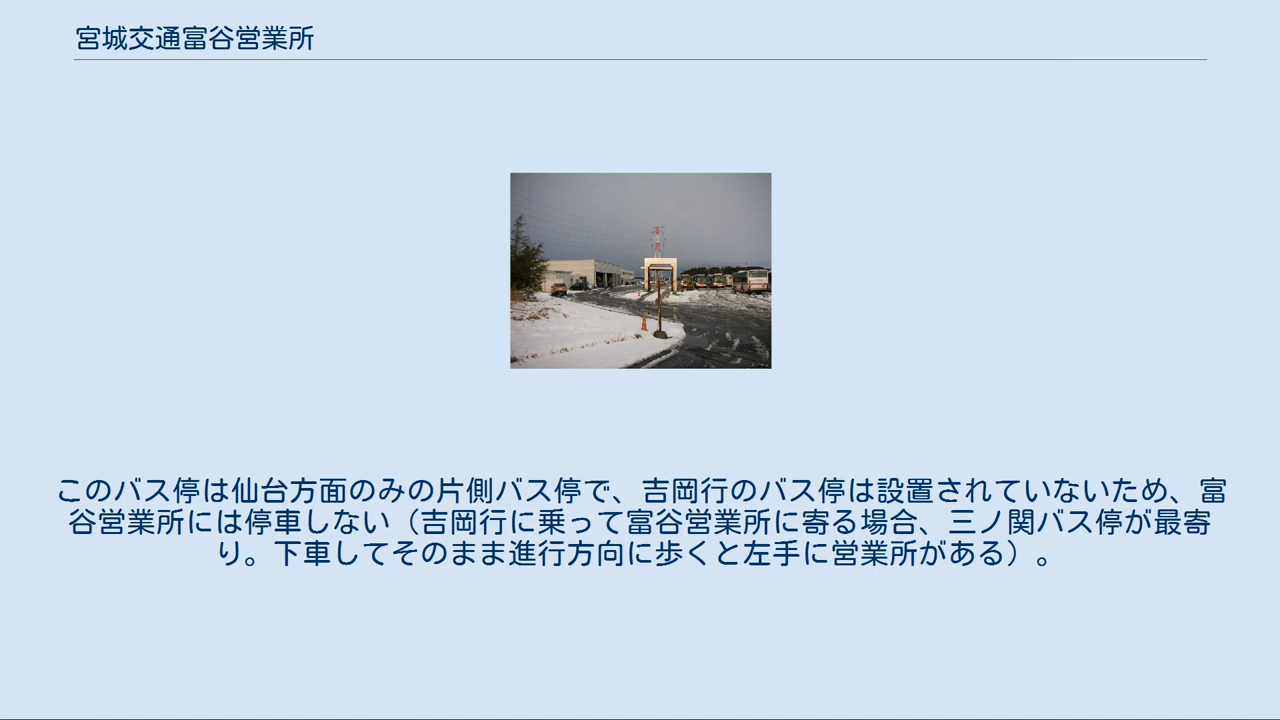 宮城交通富谷営業所
このバス停は仙台方面のみの片側バス停で、吉岡行のバス停は設置されていないため、富
谷営業所には停車しない（吉岡行に乗って富谷営業所に寄る場合、三ノ関バス停が最寄
り。下車してそのまま進行方向に歩くと左手に営業所がある）。